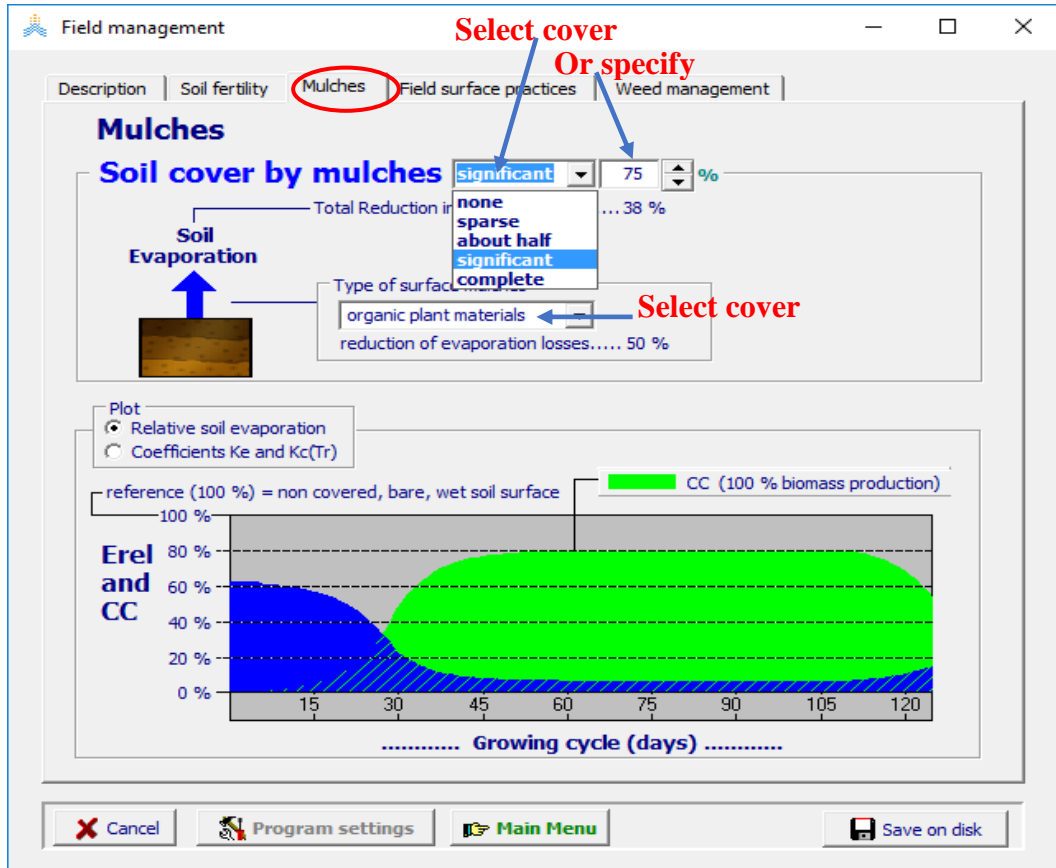 Field management
Select cover
Or specify
Description Soil fertility Mulches Field surface practices Weed management
Mulches
Soil cover by mulches significant 75 %
none
sparse
about half
significant
complete
Total Reduction in ... 38 %
Soil
Evaporation
Type of surface mulches
organic plant materials
Select cover
reduction of evaporation losses..... 50 %
Plot
Relative soil evaporation
Coefficients Ke and Kc(Tr)
reference (100 %) = non covered, bare, wet soil surface
CC (100 % biomass production)
Erel
and
CC
100 %
80 %
60 %
40 %
20 %
0 %
15 30 45 60 75 90 105 120
............ Growing cycle (days) ............
Cancel Program settings Main Menu Save on disk